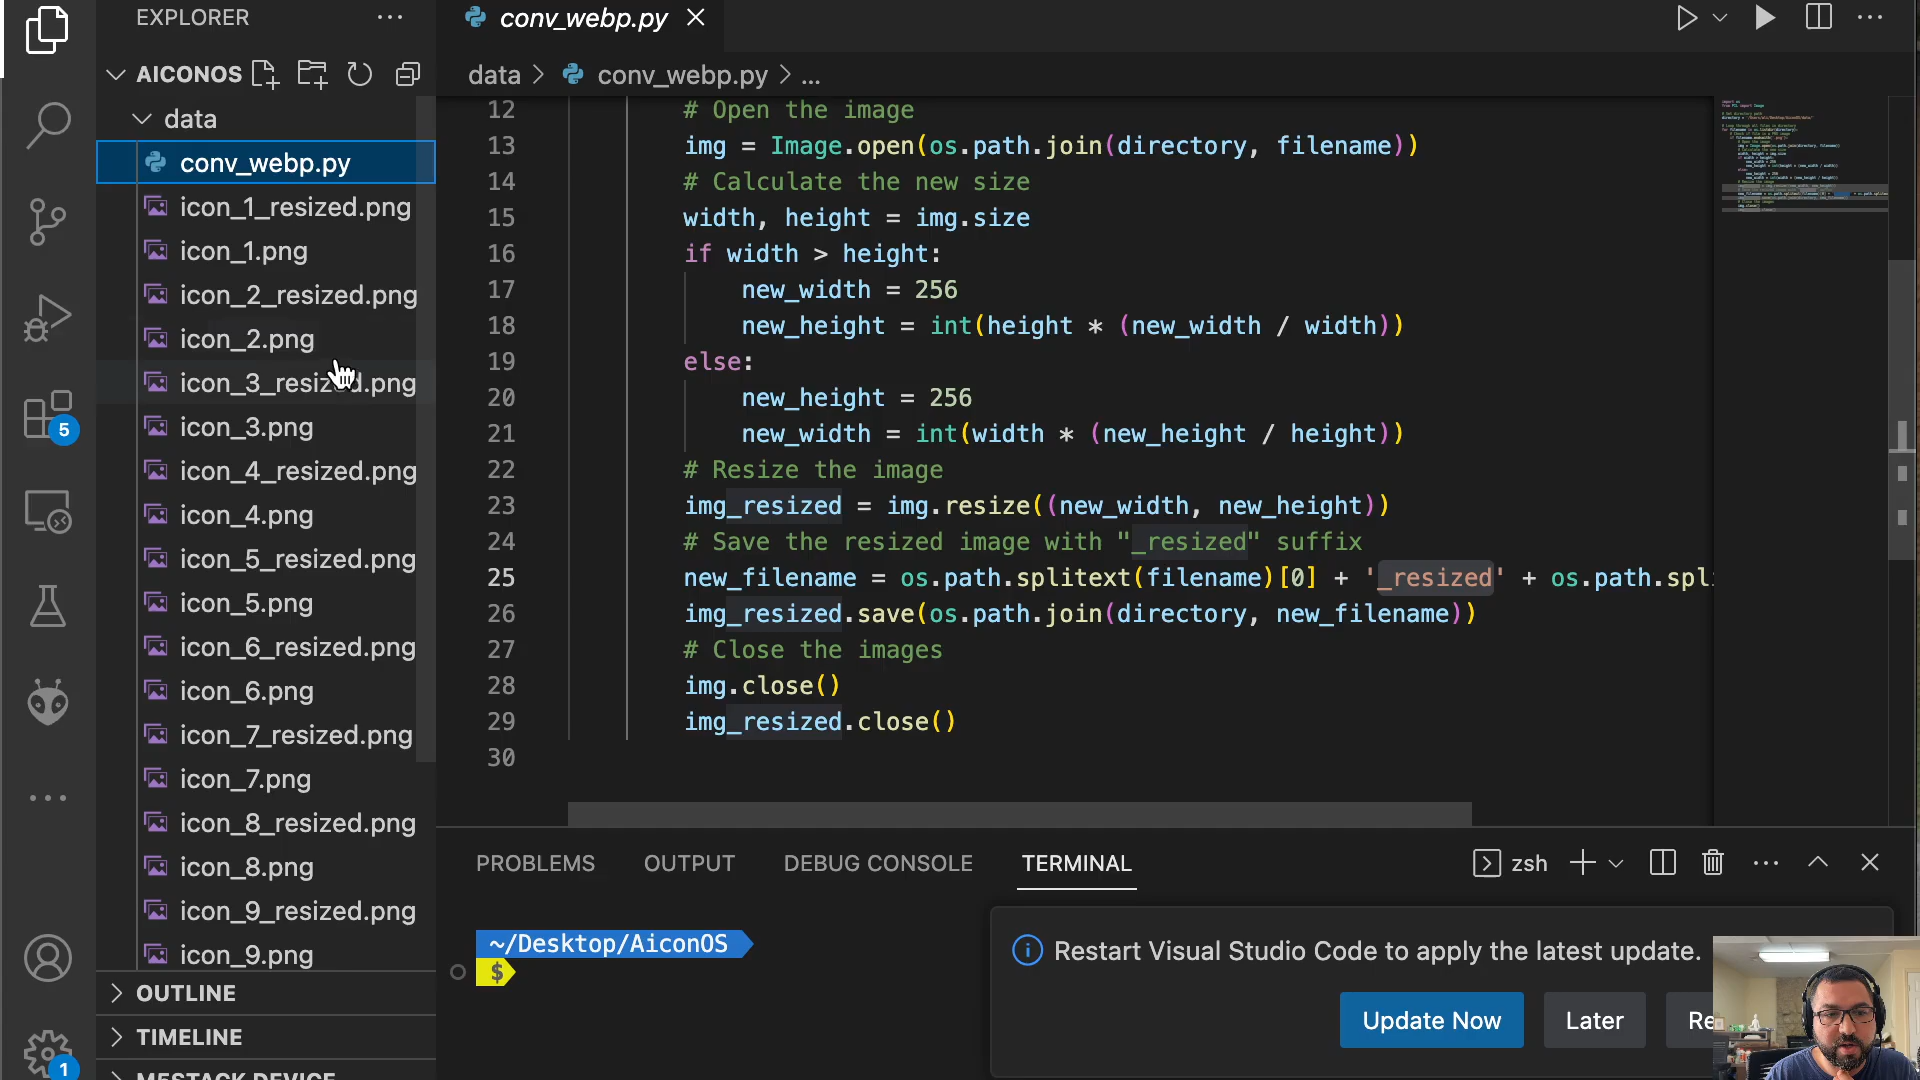 EXPLORER
AICONOS
data
conv_webp.py
icon_1_resized.png
icon_1.png
icon_2_resized.png
icon_2.png
icon_3_resized.png
icon_3.png
icon_4_resized.png
icon_4.png
icon_5_resized.png
icon_5.png
icon_6_resized.png
icon_6.png
icon_7_resized.png
icon_7.png
icon_8_resized.png
icon_8.png
icon_9_resized.png
icon_9.png
OUTLINE
TIMELINE
M5STACK DEVICE
5
1
conv_webp.py
data > conv_webp.py > ...
12 # Open the image
13 img = Image.open(os.path.join(directory, filename))
14 # Calculate the new size
15 width, height = img.size
16 if width > height:
17 new_width = 256
18 new_height = int(height * (new_width / width))
19 else:
20 new_height = 256
21 new_width = int(width * (new_height / height))
22 # Resize the image
23 img_resized = img.resize((new_width, new_height))
24 # Save the resized image with "_resized" suffix
25 new_filename = os.path.splitext(filename)[0] + '_resized' + os.path.spl
26 img_resized.save(os.path.join(directory, new_filename))
27 # Close the images
28 img.close()
29 img_resized.close()
30
PROBLEMS OUTPUT DEBUG CONSOLE TERMINAL zsh
~/Desktop/AiconOS
$
Restart Visual Studio Code to apply the latest update.
Update Now Later Re